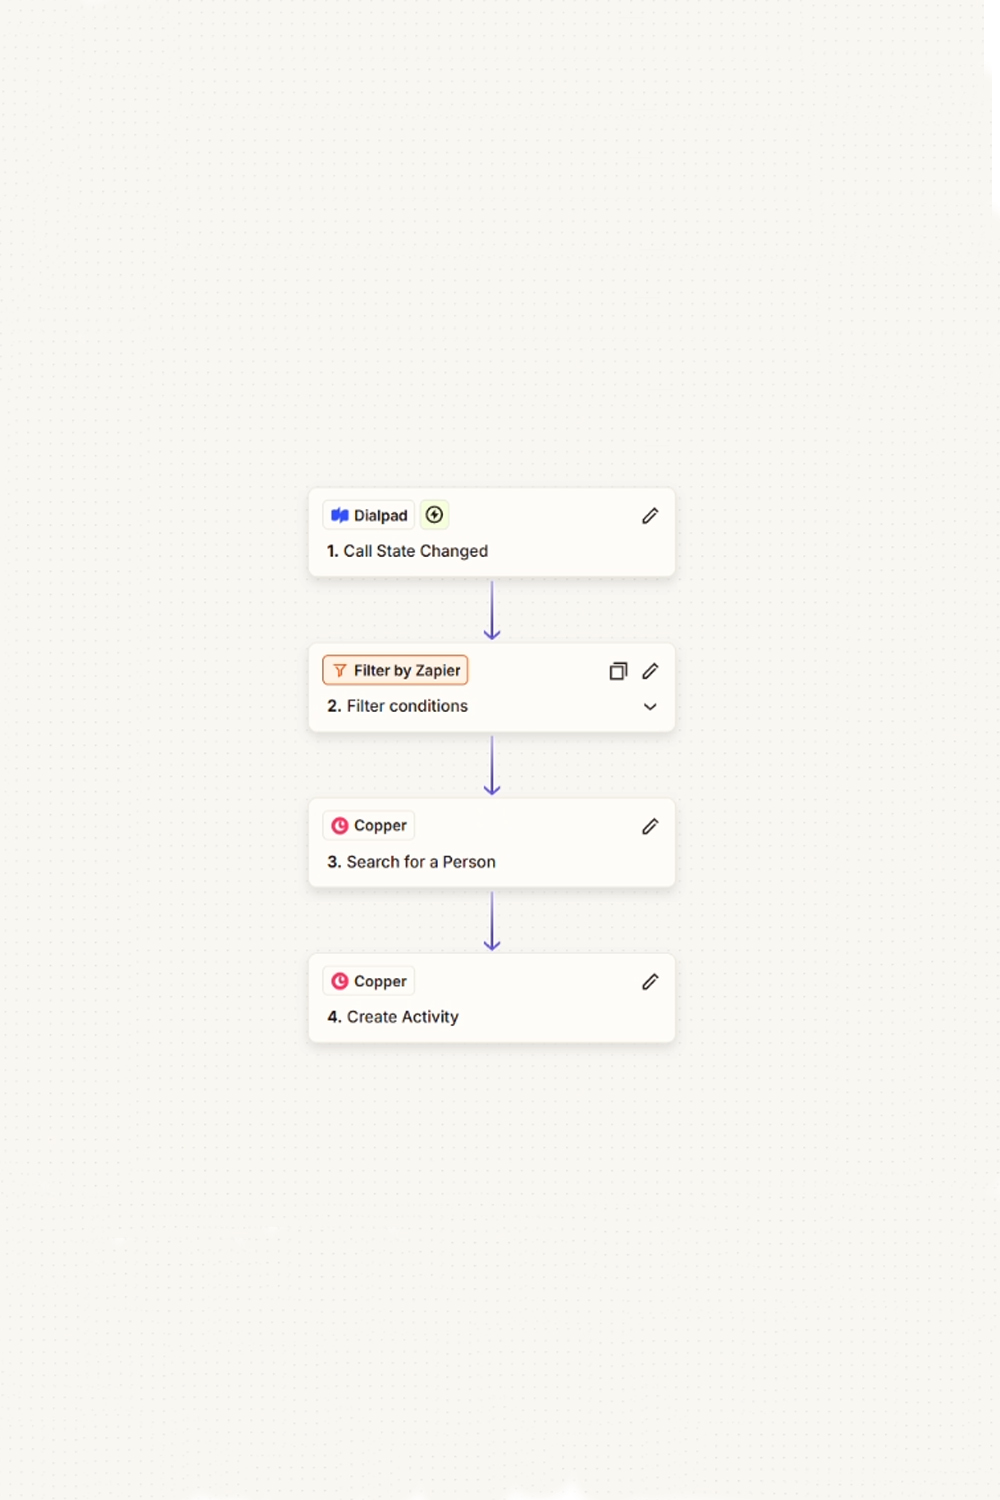 Dialpad
1. Call State Changed
Filter by Zapier
2. Filter conditions
Copper
3. Search for a Person
Copper
4. Create Activity